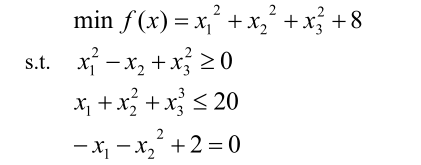 min f(x) = x₁² + x₂² + x₃² + 8
s.t. x₁² − x₂ + x₃² ≥ 0
x₁ + x₂² + x₃³ ≤ 20
−x₁ − x₂² + 2 = 0